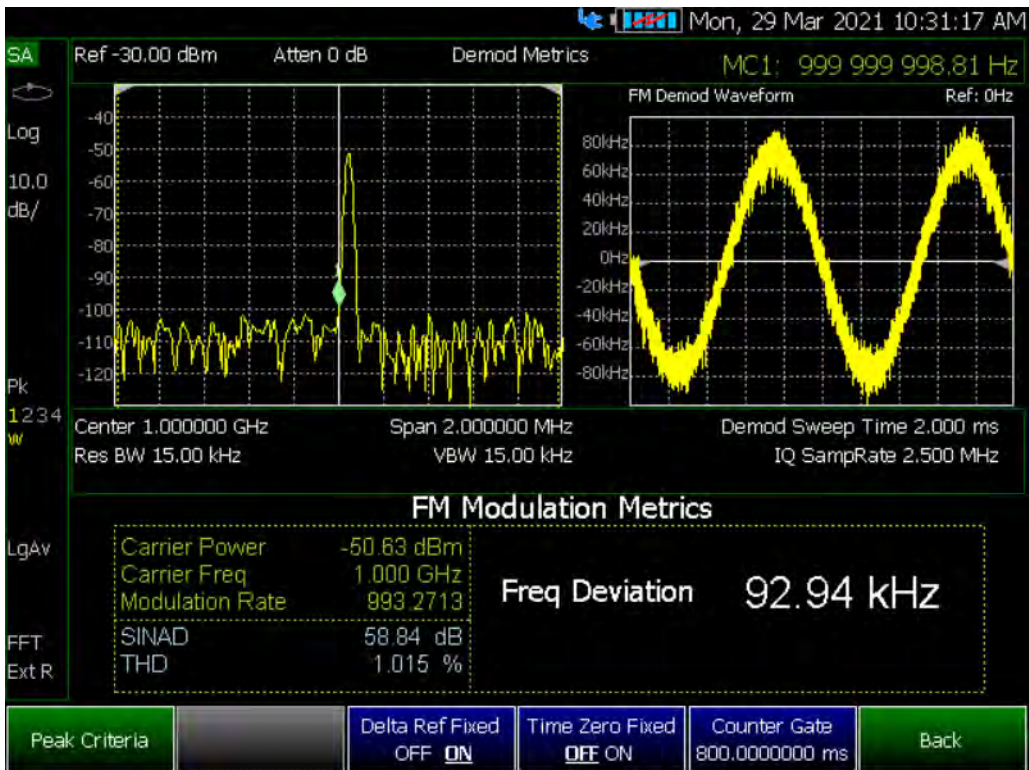 Mon, 29 Mar 2021 10:31:17 AM
SA
Ref -30.00 dBm Atten 0 dB Demod Metrics
MC1: 999 999 998.81 Hz
FM Demod Waveform Ref: 0Hz
Log
10.0
dB/
-40
-50
-60
-70
-80
-90
-100
-110
-120
1
80kHz
60kHz
40kHz
20kHz
0Hz
-20kHz
-40kHz
-60kHz
-80kHz
Pk
1234
W
Center 1.000000 GHz Span 2.000000 MHz Demod Sweep Time 2.000 ms
Res BW 15.00 kHz VBW 15.00 kHz IQ SampRate 2.500 MHz
FM Modulation Metrics
LgAv
Carrier Power -50.63 dBm
Carrier Freq 1.000 GHz
Modulation Rate 993.2713
Freq Deviation 92.94 kHz
SINAD 58.84 dB
THD 1.015 %
FFT
Ext R
Peak Criteria
Delta Ref Fixed
OFF ON
Time Zero Fixed
OFF ON
Counter Gate
800.0000000 ms
Back